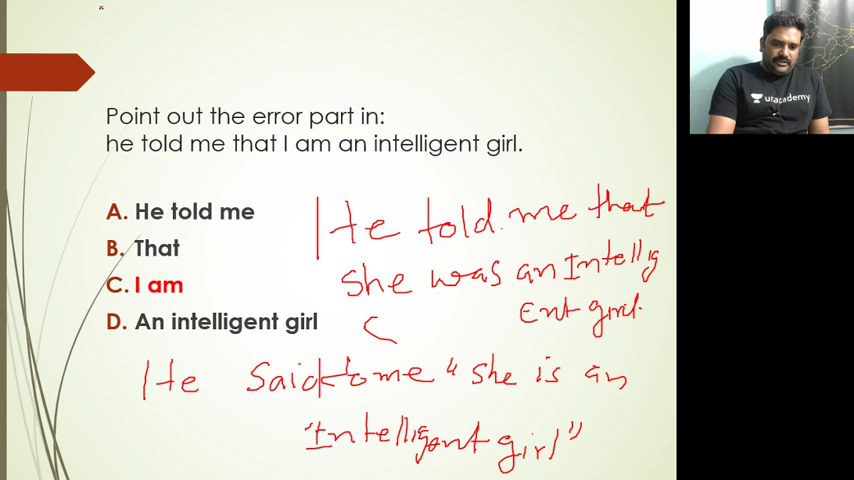 Point out the error part in:
he told me that I am an intelligent girl.
A. He told me
B. That
C. I am
D. An intelligent girl
He told me that
she was an Intellig
Ent girl.
C
He said to me "she is an
"Intelligent girl"
unacademy